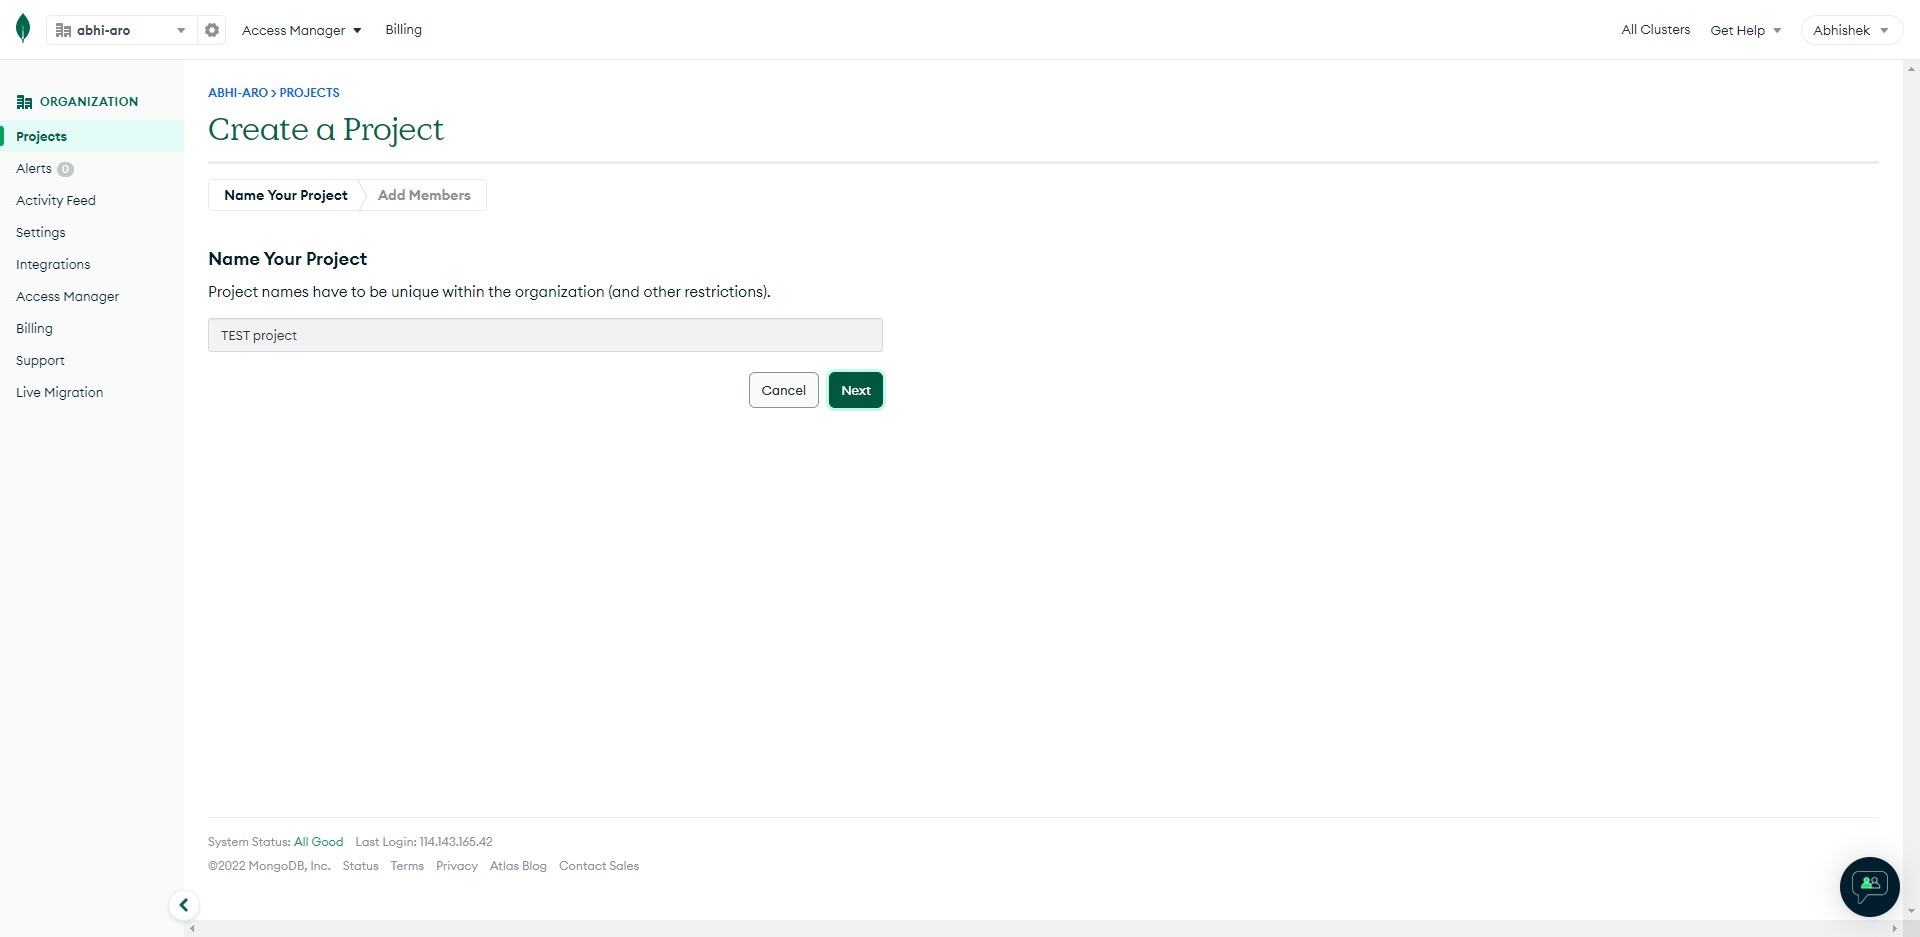 abhi-aro Access Manager Billing All Clusters Get Help Abhishek
ORGANIZATION
Projects
Alerts 0
Activity Feed
Settings
Integrations
Access Manager
Billing
Support
Live Migration
ABHI-ARO > PROJECTS
Create a Project
Name Your Project Add Members
Name Your Project
Project names have to be unique within the organization (and other restrictions).
TEST project
Cancel Next
System Status: All Good Last Login: 114.143.165.42
©2022 MongoDB, Inc. Status Terms Privacy Atlas Blog Contact Sales